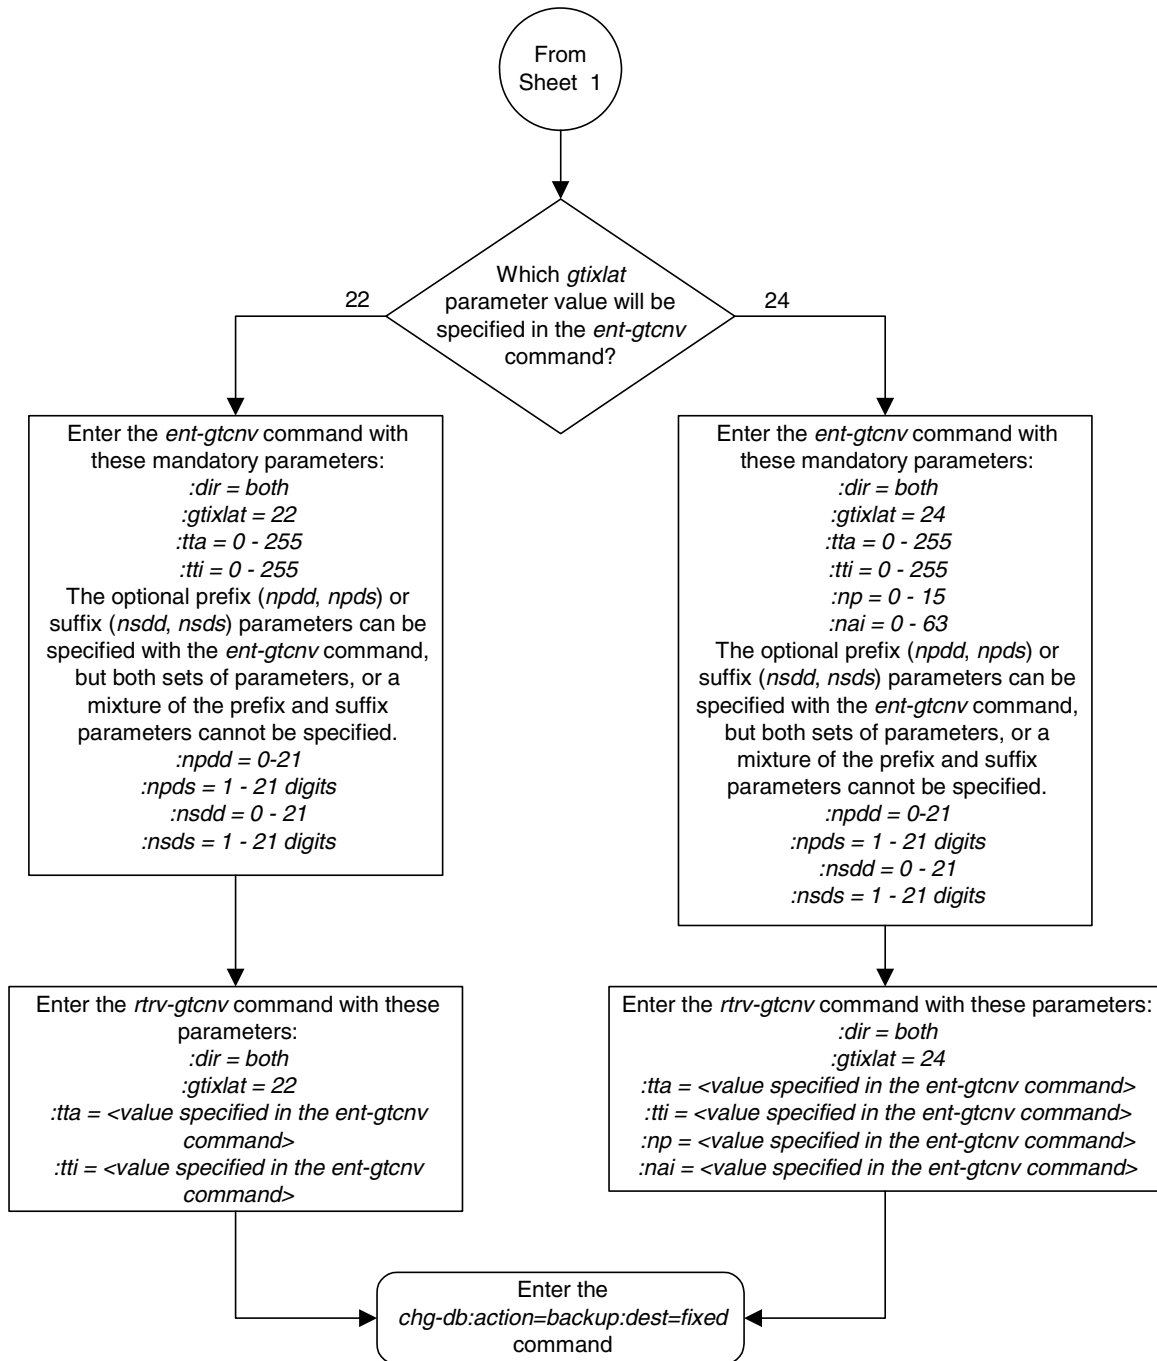 From
Sheet 1
Which gtixlat
parameter value will be
specified in the ent-gtcnv
command?
22
24
Enter the ent-gtcnv command with
these mandatory parameters:
:dir = both
:gtixlat = 22
:tta = 0 - 255
:tti = 0 - 255
The optional prefix (npdd, npds) or
suffix (nsdd, nsds) parameters can be
specified with the ent-gtcnv command,
but both sets of parameters, or a
mixture of the prefix and suffix
parameters cannot be specified.
:npdd = 0-21
:npds = 1 - 21 digits
:nsdd = 0 - 21
:nsds = 1 - 21 digits
Enter the ent-gtcnv command with
these mandatory parameters:
:dir = both
:gtixlat = 24
:tta = 0 - 255
:tti = 0 - 255
:np = 0 - 15
:nai = 0 - 63
The optional prefix (npdd, npds) or
suffix (nsdd, nsds) parameters can be
specified with the ent-gtcnv command,
but both sets of parameters, or a
mixture of the prefix and suffix
parameters cannot be specified.
:npdd = 0-21
:npds = 1 - 21 digits
:nsdd = 0 - 21
:nsds = 1 - 21 digits
Enter the rtrv-gtcnv command with these
parameters:
:dir = both
:gtixlat = 22
:tta = <value specified in the ent-gtcnv
command>
:tti = <value specified in the ent-gtcnv
command>
Enter the rtrv-gtcnv command with these parameters:
:dir = both
:gtixlat = 24
:tta = <value specified in the ent-gtcnv command>
:tti = <value specified in the ent-gtcnv command>
:np = <value specified in the ent-gtcnv command>
:nai = <value specified in the ent-gtcnv command>
Enter the
chg-db:action=backup:dest=fixed
command